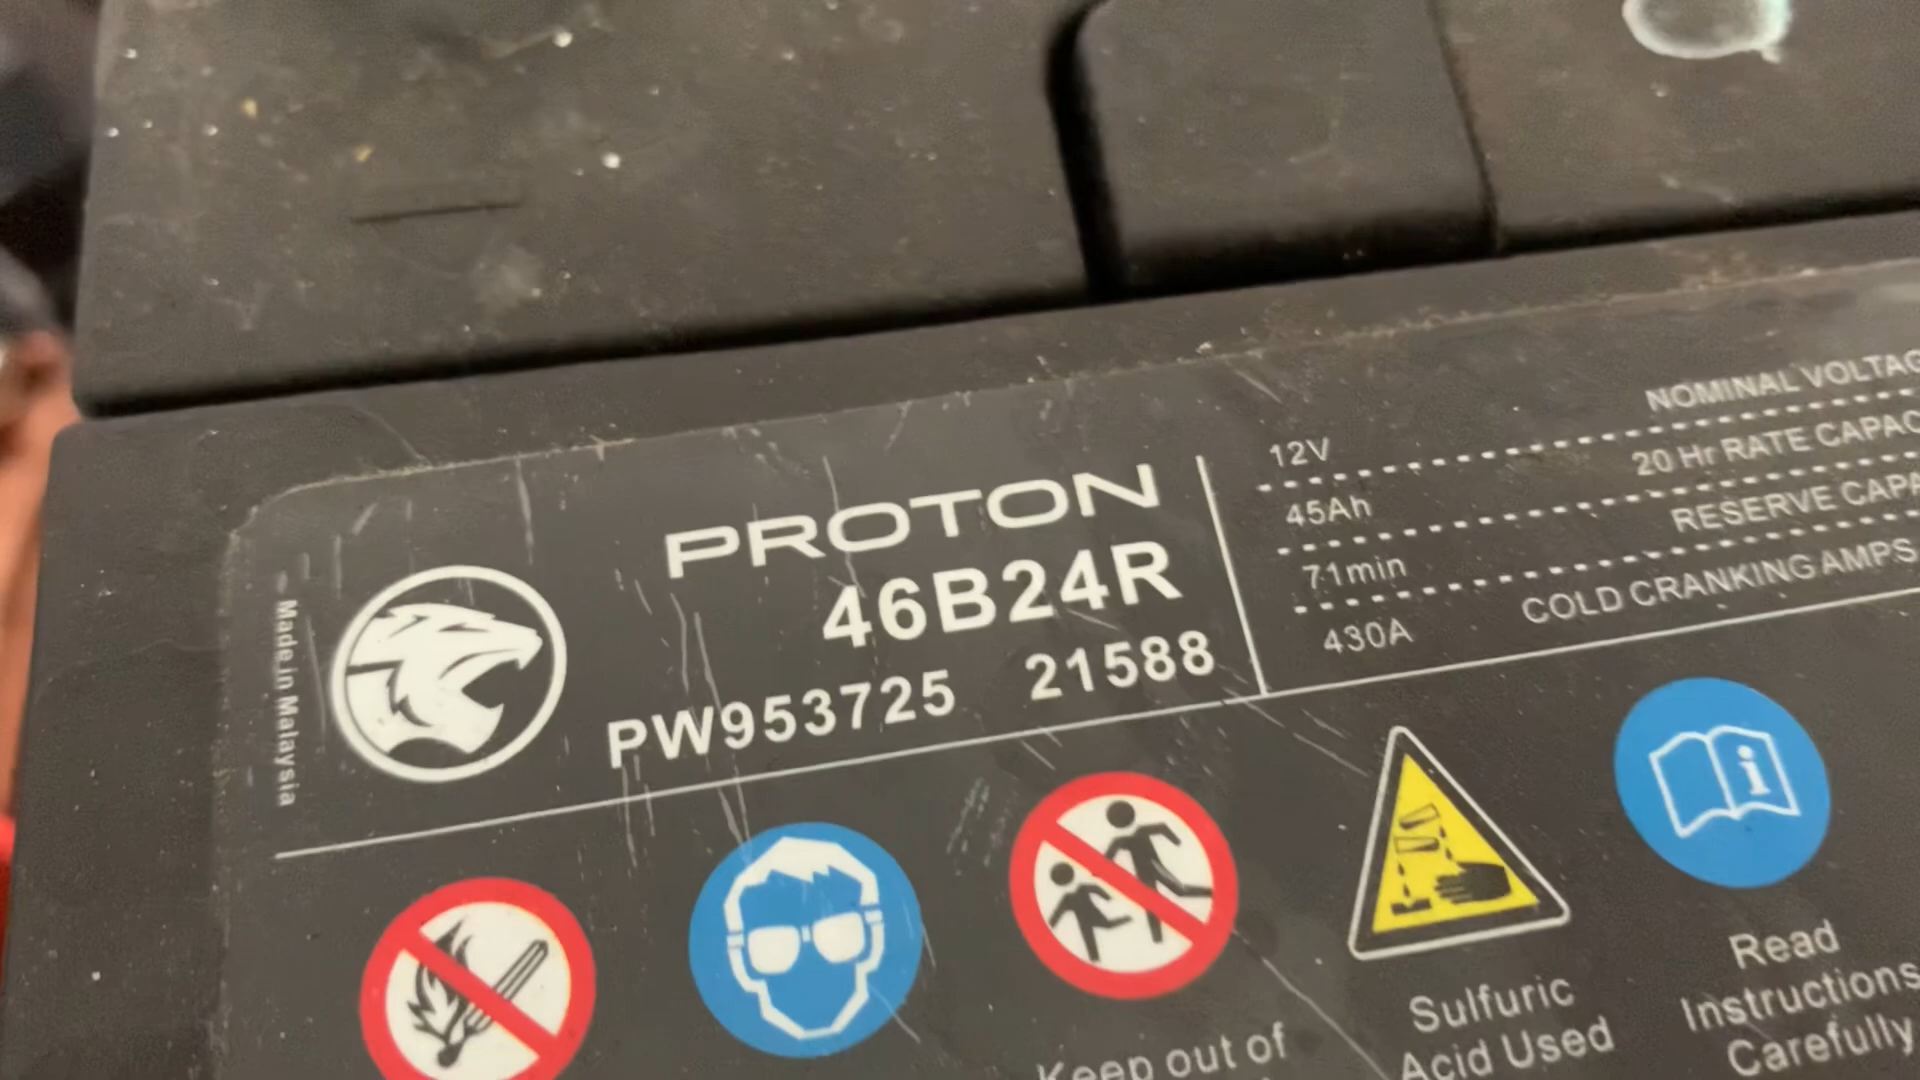 Made in Malaysia
PROTON
46B24R
PW953725 21588
12V NOMINAL VOLTAG
45Ah 20 Hr RATE CAPAC
71min RESERVE CAPA
430A COLD CRANKING AMPS
Keep out of
Sulfuric
Acid Used
Read
Instructions
Carefully